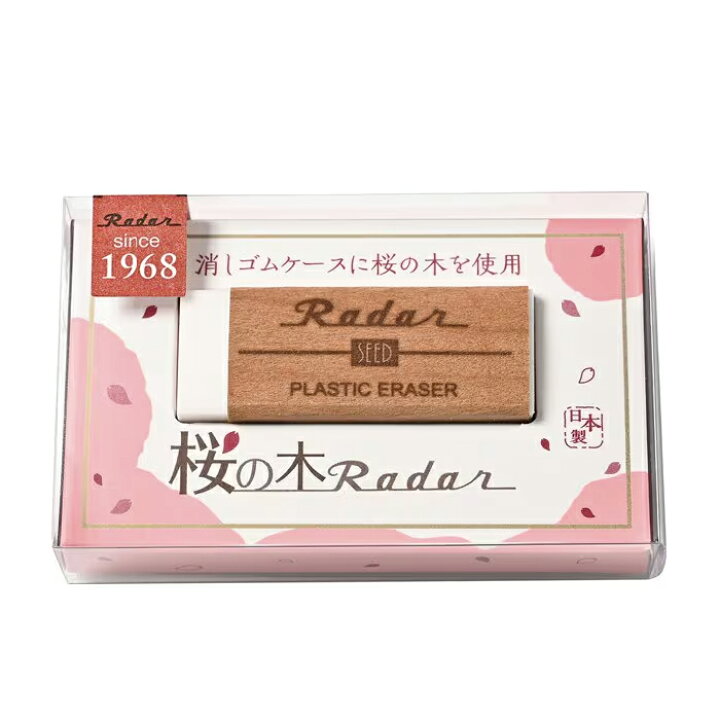 Radar
since
1968
消しゴムケースに桜の木を使用
Radar
SEED
PLASTIC ERASER
日本製
桜の木Radar